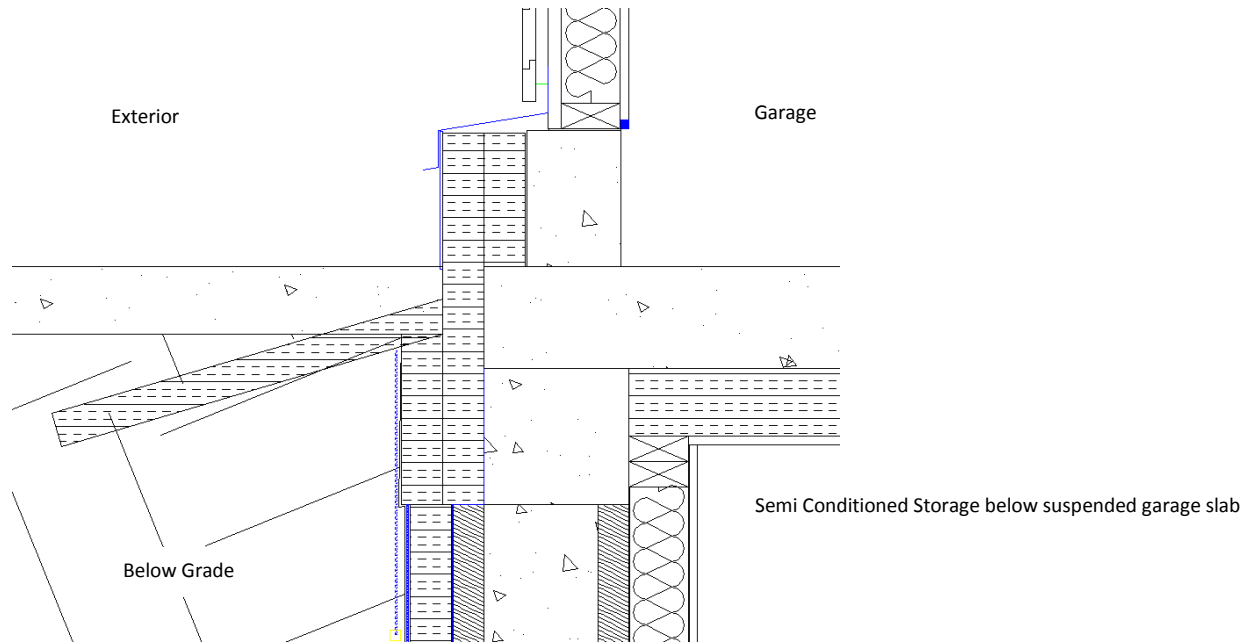 Exterior
Garage
Semi Conditioned Storage below suspended garage slab
Below Grade